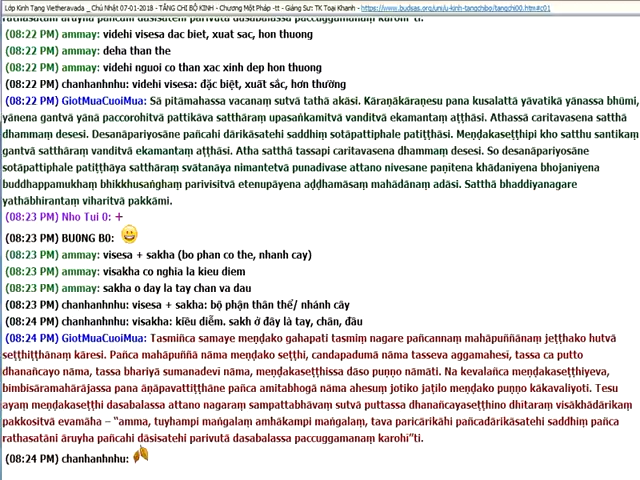 Lớp Kinh Tạng Vietheravada _ Chủ Nhật 07-01-2018 - TĂNG CHI BỘ KINH - Chương Một Pháp -tt - Giảng Sư: TK Toại Khanh - https://www.budsas.org/uni/u-kinh-tangchibo/tangchi00.htm#c01
rathasatāni āruyha pañcahi dāsisatehi parivutā dasabalassa paccuggamanaṃ karohi"ti.
(08:22 PM) ammay: videhi visesa dac biet, xuat sac, hon thuong
(08:22 PM) ammay: deha than the
(08:22 PM) ammay: videhi nguoi co than xac xinh dep hon thuong
(08:22 PM) chanhanhnhu: videhi visesa: đặc biệt, xuất sắc, hơn thường
(08:22 PM) GiotMuaCuoiMua: Sā pitāmahassa vacanaṃ sutvā tathā akāsi. Kāraṇākāraṇesu pana kusalattā yāvatikā yānassa bhūmi,
yānena gantvā yānā paccorohitvā pattikāva satthāraṃ upasaṅkamitvā vanditvā ekamantaṃ aṭṭhāsi. Athassā caritavasena satthā
dhammaṃ desesi. Desanāpariyosāne pañcahi dārikāsatehi saddhiṃ sotāpattiphale patiṭṭhāsi. Meṇḍakaseṭṭhipi kho satthu santikaṃ
gantvā satthāraṃ vanditvā ekamantaṃ aṭṭhāsi. Atha satthā tassapi caritavasena dhammaṃ desesi. So desanāpariyosāne
sotāpattiphale patiṭṭhāya satthāraṃ svātanāya nimantetvā punadivase attano nivesane paṇītena khādanīyena bhojanīyena
buddhappamukhaṃ bhikkhusaṅghaṃ parivisitvā etenupāyena aḍḍhamāsaṃ mahādānaṃ adāsi. Satthā bhaddiyanagare
yathābhirantaṃ viharitvā pakkāmi.
(08:23 PM) Nho Tui 0: +
(08:23 PM) BU0NG B0:
(08:23 PM) ammay: visesa + sakha (bo phan co the, nhanh cay)
(08:23 PM) ammay: visakha co nghia la kieu diem
(08:23 PM) ammay: sakha o day la tay chan va dau
(08:23 PM) chanhanhnhu: visesa + sakha: bộ phận thân thể/ nhánh cây
(08:24 PM) chanhanhnhu: visakha: kiều diễm. sakh ở đây là tay, chân, đầu
(08:24 PM) GiotMuaCuoiMua: Tasmiñca samaye meṇḍako gahapati tasmiṃ nagare pañcannaṃ mahāpuññānaṃ jeṭṭhako hutvā
seṭṭhiṭṭhānaṃ kāresi. Pañca mahāpuññā nāma meṇḍako seṭṭhi, candapadumā nāma tasseva aggamahesī, tassa ca putto
dhanañcayo nāma, tassa bhariyā sumanadevī nāma, meṇḍakaseṭṭhissa dāso puṇṇo nāmāti. Na kevalañca meṇḍakaseṭṭhiyeva,
bimbisāramahārājassa pana āṇāpavattiṭṭhāne pañca amitabhogā nāma ahesuṃ jotiko jaṭilo meṇḍako puṇṇo kākavaliyoti. Tesu
ayaṃ meṇḍakaseṭṭhi dasabalassa attano nagaraṃ sampattabhāvaṃ sutvā puttassa dhanañcayaseṭṭhino dhītaraṃ visākhādārikaṃ
pakkositvā evamāha – "amma, tuyhampi maṅgalaṃ amhākampi maṅgalaṃ, tava paricārikāhi pañcadārikāsatehi saddhiṃ pañca
rathasatāni āruyha pañcahi dāsisatehi parivutā dasabalassa paccuggamanaṃ karohi"ti.
(08:24 PM) chanhanhnhu: